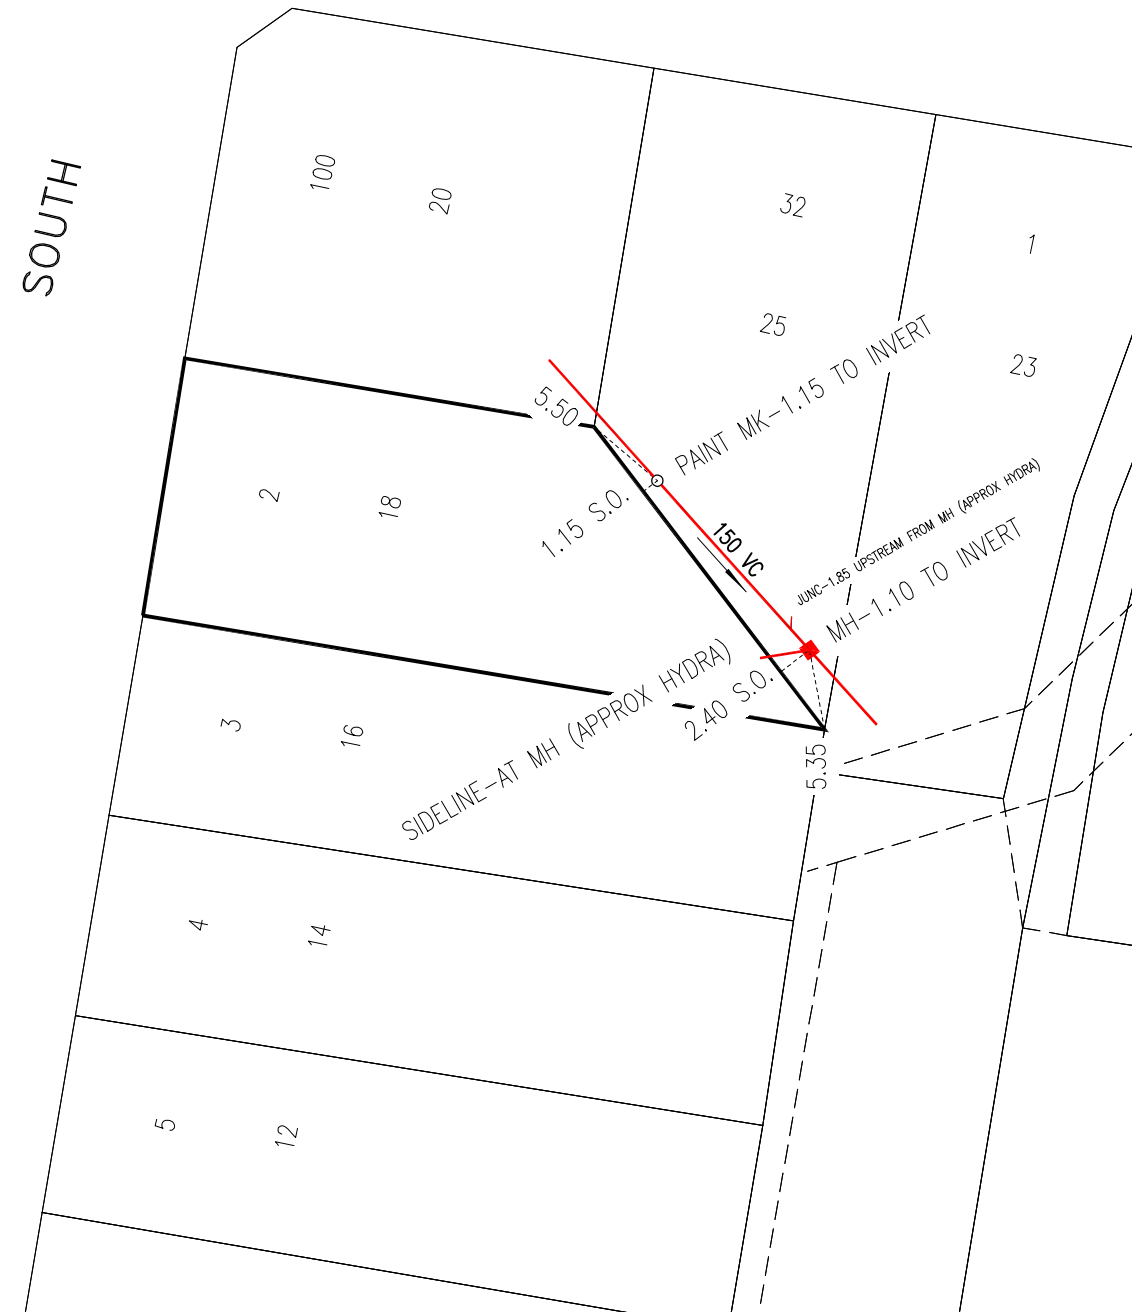 SOUTH
100
20
32
1
25
23
5.50
PAINT MK-1.15 TO INVERT
2
18
1.15 S.O.
150 VC
JUNC-1.85 UPSTREAM FROM MH (APPROX HYDRA)
MH-1.10 TO INVERT
3
16
SIDELINE-AT MH (APPROX HYDRA)
2.40 S.O.
5.35
4
14
5
12